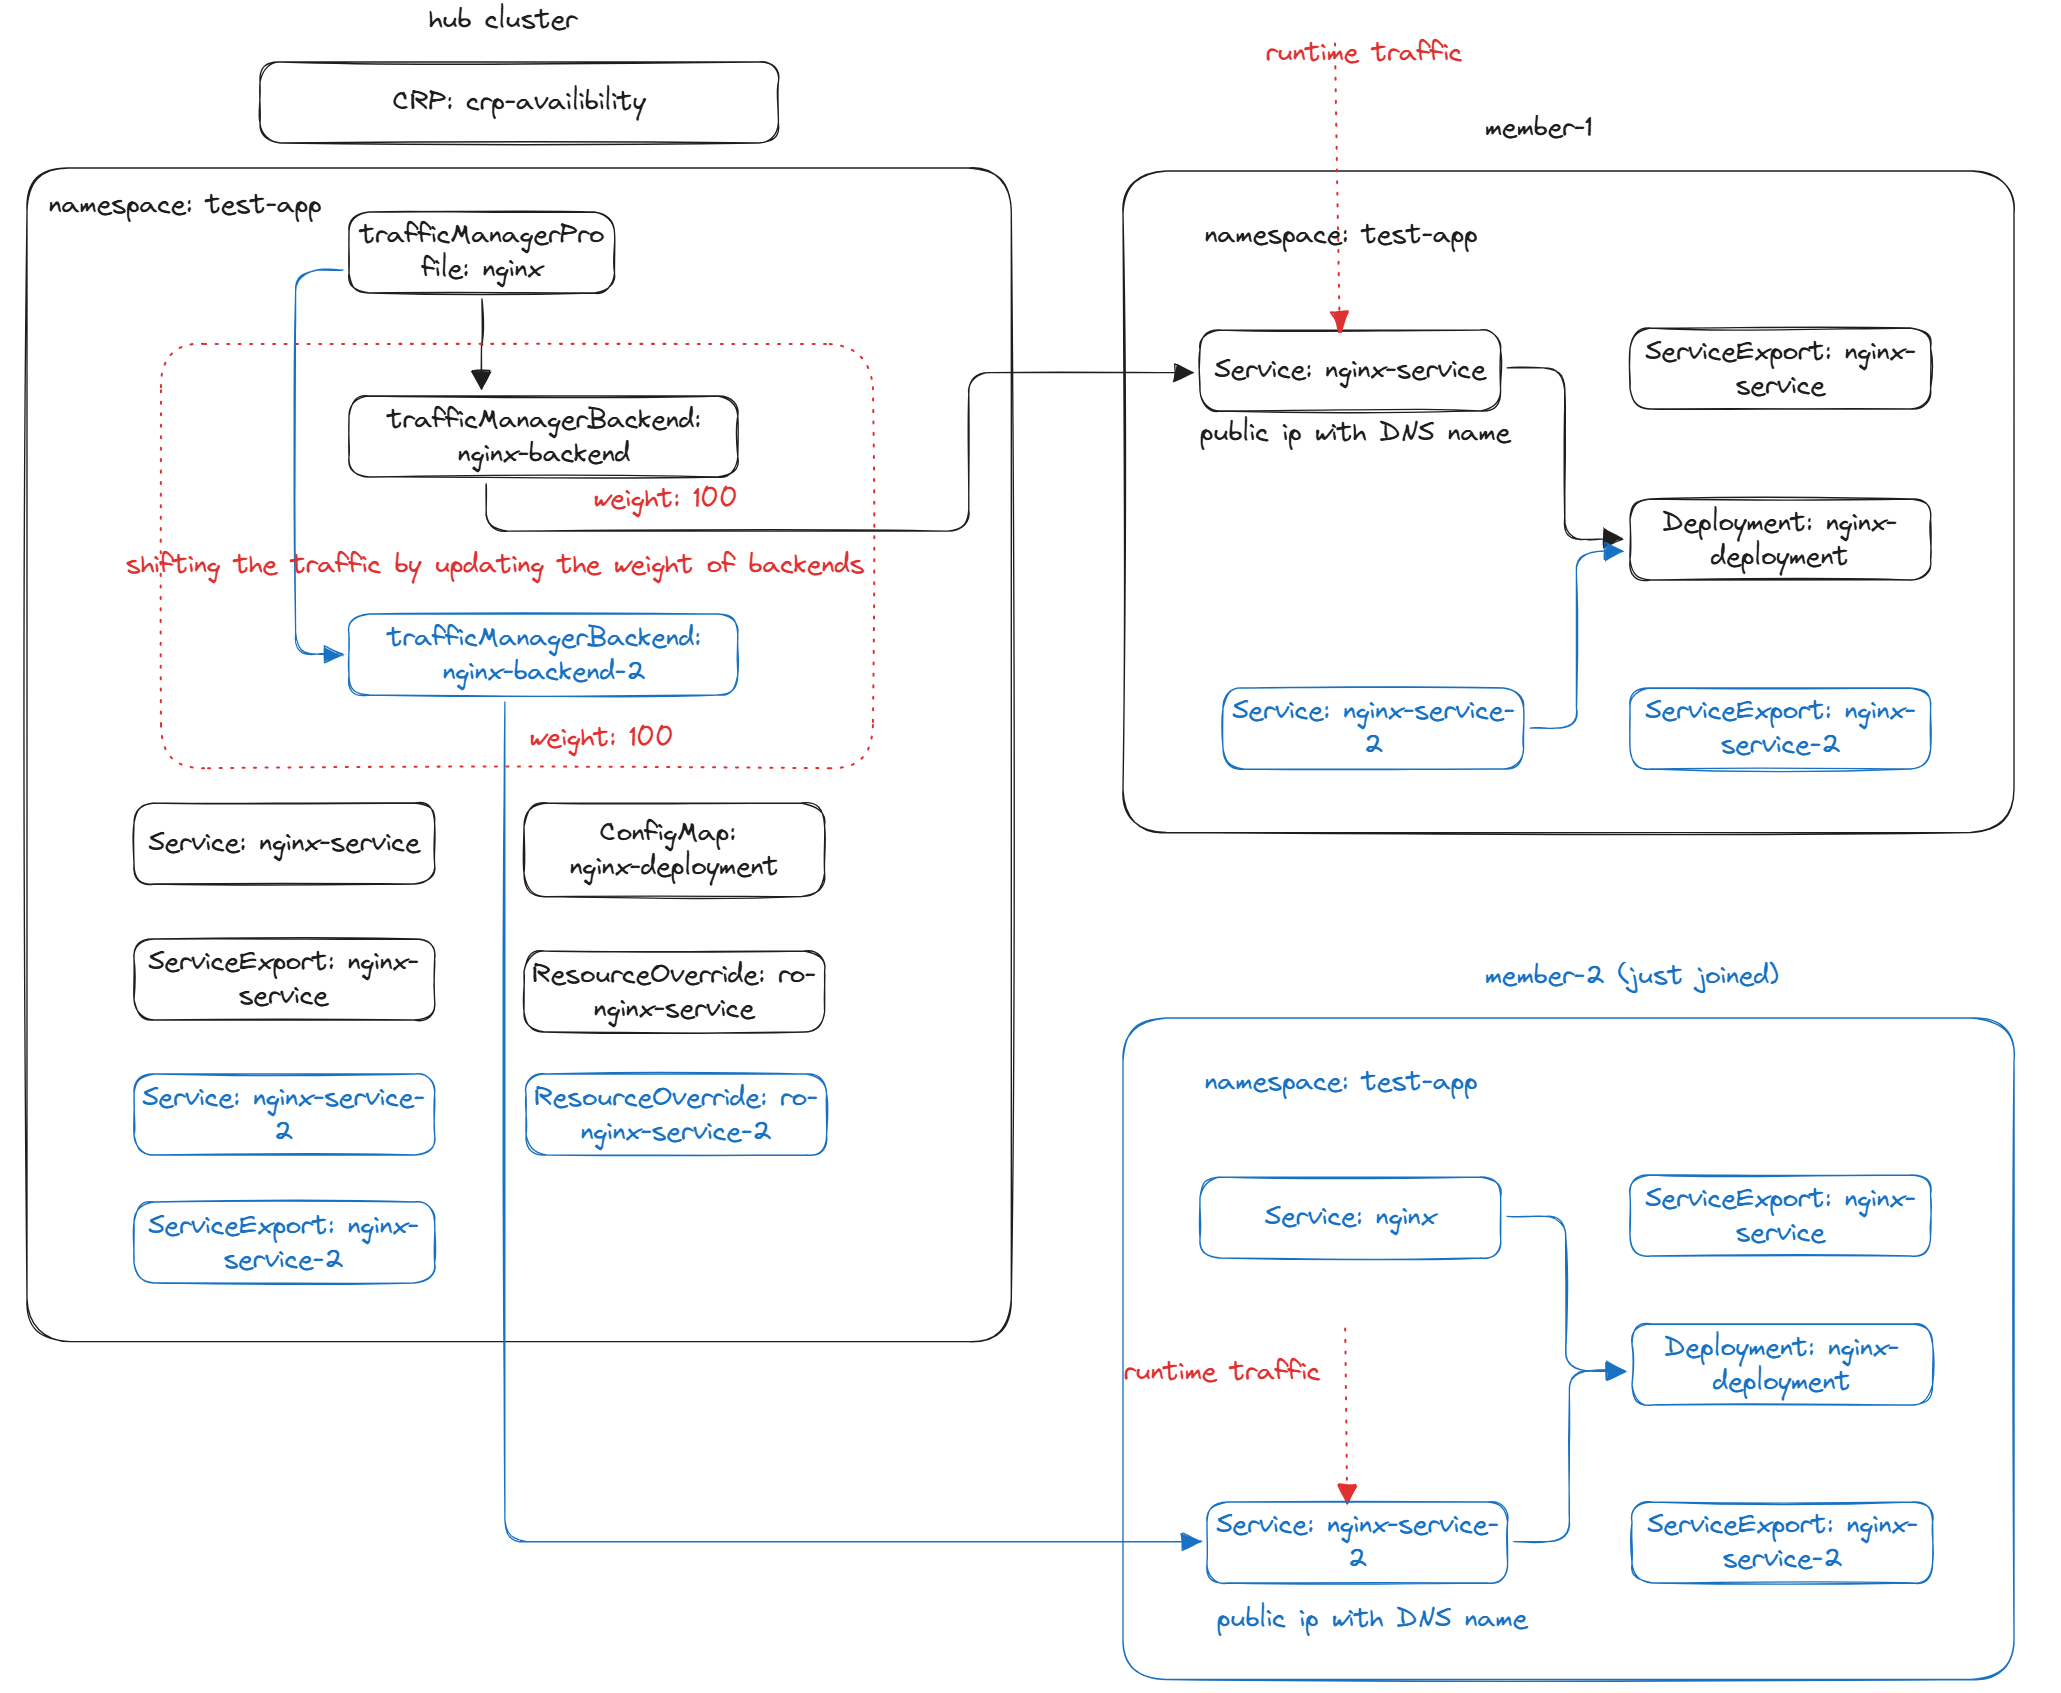 hub cluster
CRP: crp-availibility
namespace: test-app
trafficManagerPro
file: nginx
trafficManagerBackend:
nginx-backend
weight: 100
shifting the traffic by updating the weight of backends
trafficManagerBackend:
nginx-backend-2
weight: 100
Service: nginx-service
ConfigMap:
nginx-deployment
ServiceExport: nginx-
service
ResourceOverride: ro-
nginx-service
Service: nginx-service-
2
ResourceOverride: ro-
nginx-service-2
ServiceExport: nginx-
service-2
runtime traffic
member-1
namespace: test-app
Service: nginx-service
public ip with DNS name
ServiceExport: nginx-
service
Deployment: nginx-
deployment
Service: nginx-service-
2
ServiceExport: nginx-
service-2
member-2 (just joined)
namespace: test-app
Service: nginx
ServiceExport: nginx-
service
runtime traffic
Deployment: nginx-
deployment
Service: nginx-service-
2
ServiceExport: nginx-
service-2
public ip with DNS name